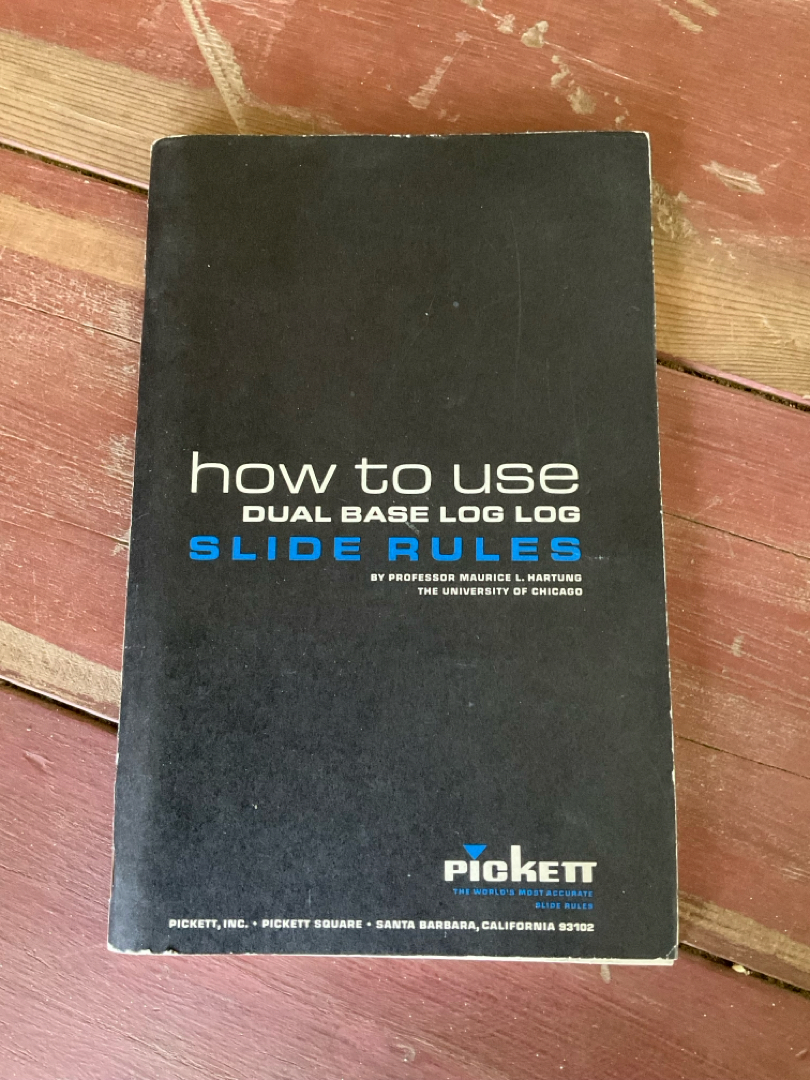 how to use
DUAL BASE LOG LOG
SLIDE RULES
BY PROFESSOR MAURICE L. HARTUNG
THE UNIVERSITY OF CHICAGO
PICKETT
THE WORLD'S MOST ACCURATE
SLIDE RULES
PICKETT, INC. • PICKETT SQUARE • SANTA BARBARA, CALIFORNIA 93102